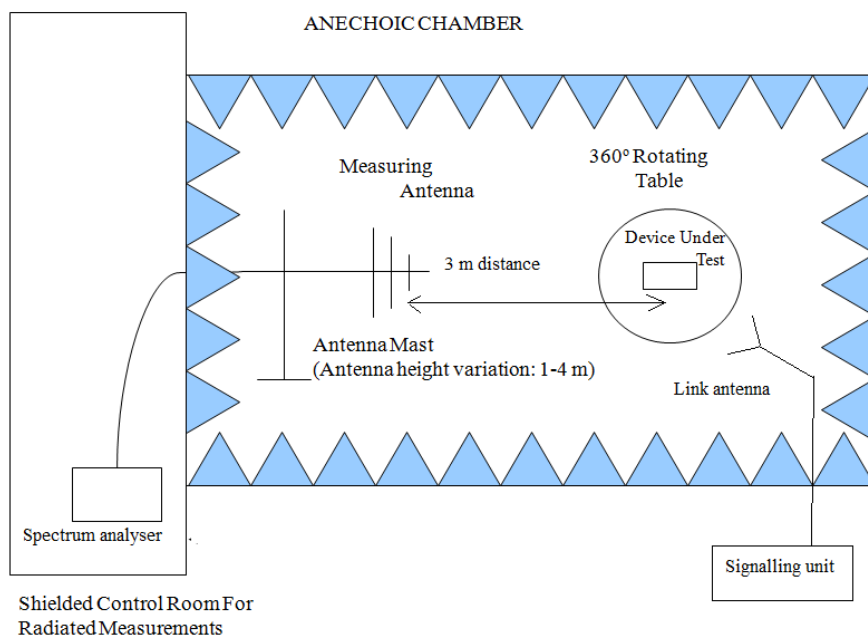 ANECHOIC CHAMBER
Measuring
Antenna
360º Rotating
Table
Device Under
Test
3 m distance
Antenna Mast
(Antenna height variation: 1-4 m)
Link antenna
Spectrum analyser
Signalling unit
Shielded Control Room For
Radiated Measurements